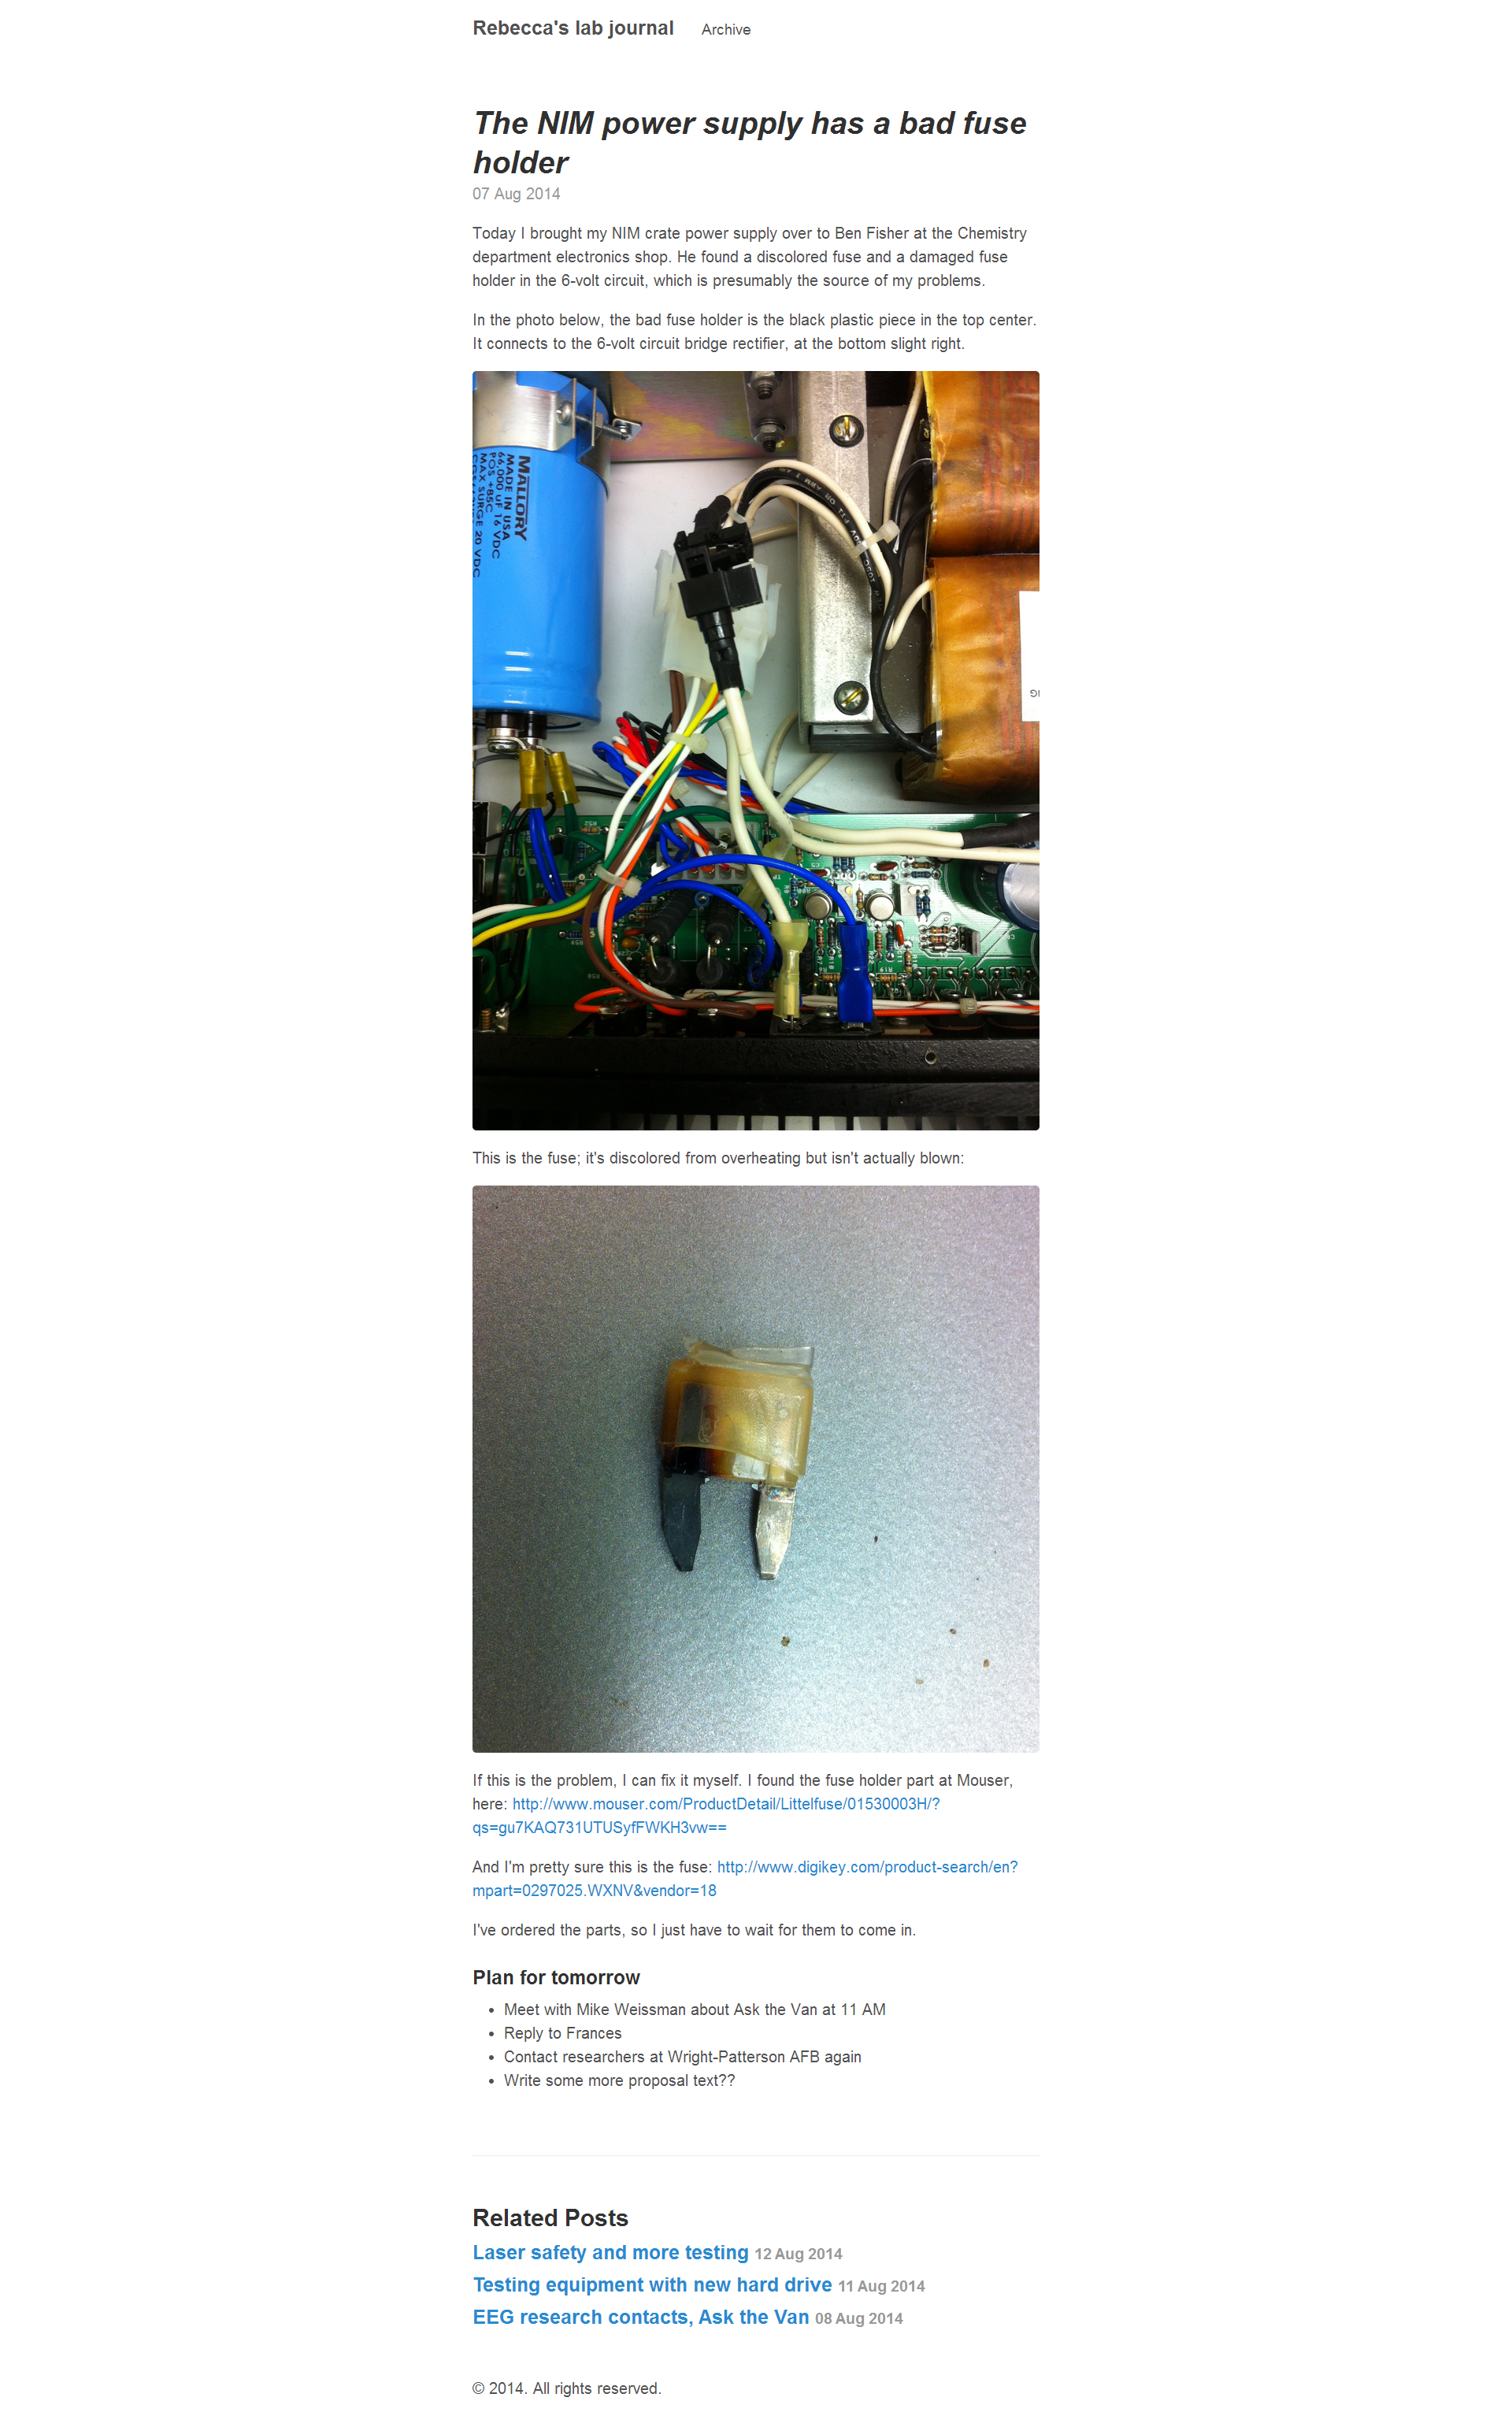 Rebecca's lab journal Archive
The NIM power supply has a bad fuse
holder
07 Aug 2014
Today I brought my NIM crate power supply over to Ben Fisher at the Chemistry
department electronics shop. He found a discolored fuse and a damaged fuse
holder in the 6-volt circuit, which is presumably the source of my problems.
In the photo below, the bad fuse holder is the black plastic piece in the top center.
It connects to the 6-volt circuit bridge rectifier, at the bottom slight right.
MALLORY
MADE IN USA
66,000 UF 16 VDC
POS +85C
MAX SURGE 20 VDC
This is the fuse; it's discolored from overheating but isn't actually blown:
If this is the problem, I can fix it myself. I found the fuse holder part at Mouser,
here: http://www.mouser.com/ProductDetail/Littelfuse/01530003H/?
qs=gu7KAQ731UTUSyfFWKH3vw==
And I'm pretty sure this is the fuse: http://www.digikey.com/product-search/en?
mpart=0297025.WXNV&vendor=18
I've ordered the parts, so I just have to wait for them to come in.
Plan for tomorrow
• Meet with Mike Weissman about Ask the Van at 11 AM
• Reply to Frances
• Contact researchers at Wright-Patterson AFB again
• Write some more proposal text??
Related Posts
Laser safety and more testing 12 Aug 2014
Testing equipment with new hard drive 11 Aug 2014
EEG research contacts, Ask the Van 08 Aug 2014
© 2014. All rights reserved.